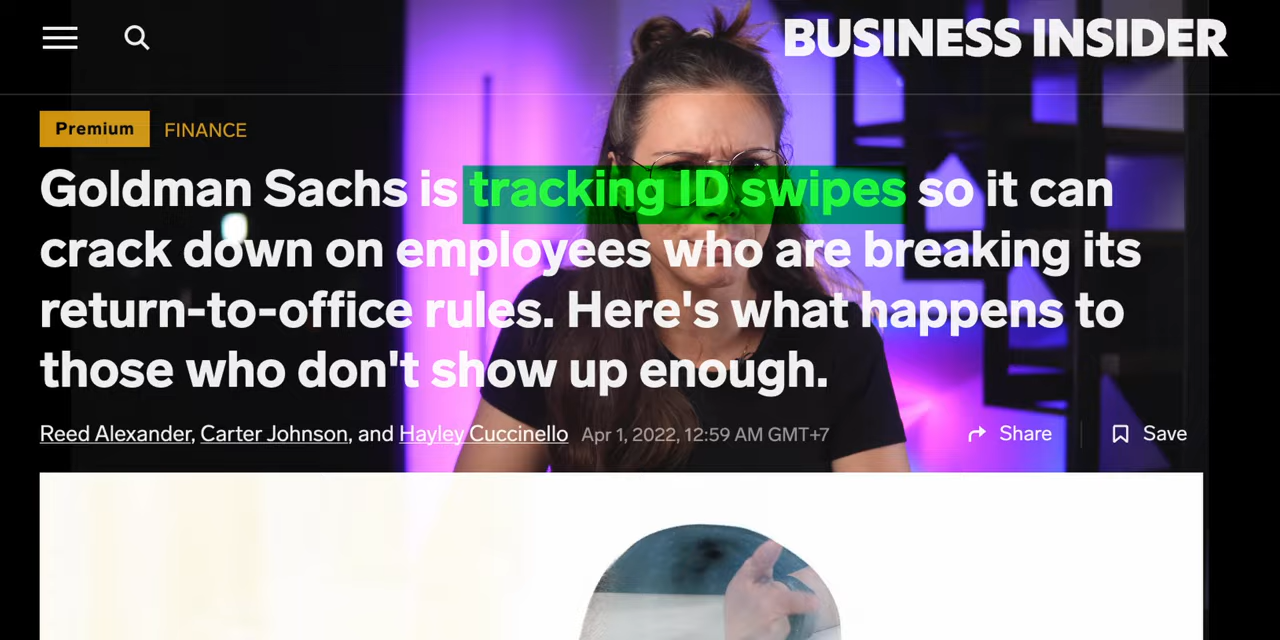 BUSINESS INSIDER
Premium FINANCE
Goldman Sachs is tracking ID swipes so it can
crack down on employees who are breaking its
return-to-office rules. Here's what happens to
those who don't show up enough.
Reed Alexander, Carter Johnson, and Hayley Cuccinello Apr 1, 2022, 12:59 AM GMT+7 Share Save